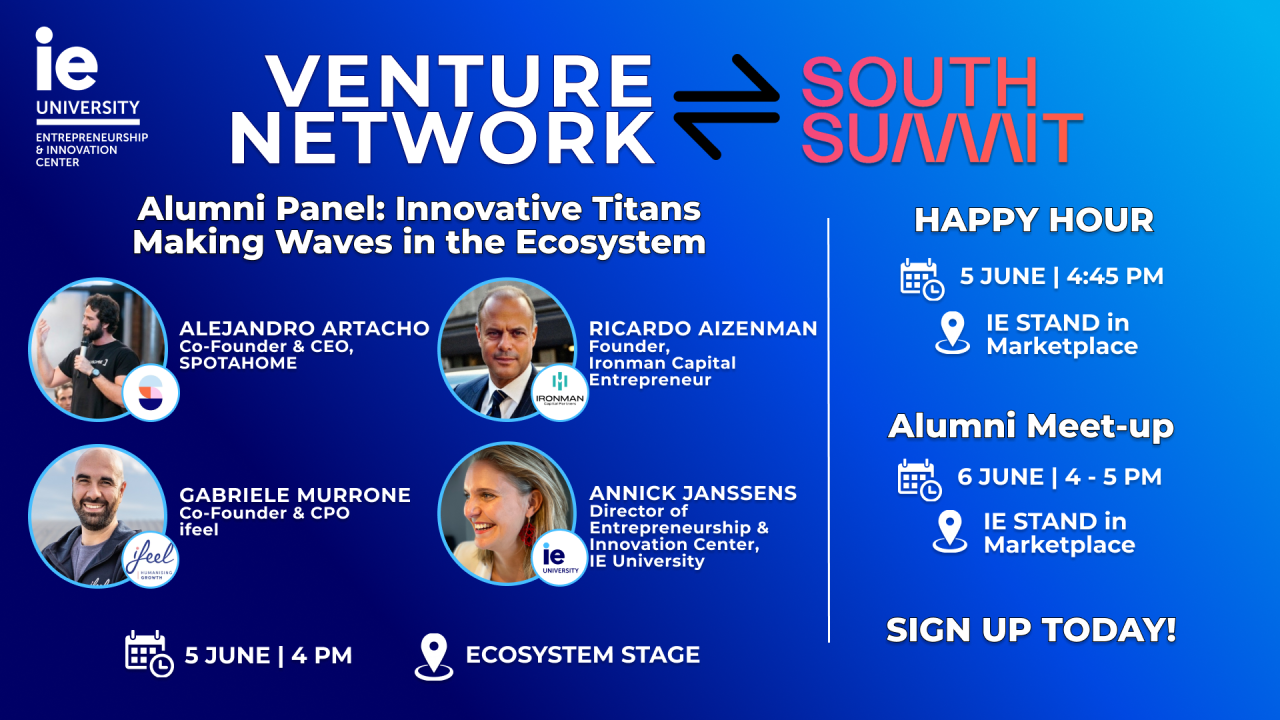 ie
UNIVERSITY
ENTREPRENEURSHIP
& INNOVATION
CENTER
VENTURE
NETWORK
SOUTH
SUMMIT
Alumni Panel: Innovative Titans
Making Waves in the Ecosystem
ALEJANDRO ARTACHO
Co-Founder & CEO,
SPOTAHOME
RICARDO AIZENMAN
Founder,
Ironman Capital
Entrepreneur
IRONMAN
Capital Partners
GABRIELE MURRONE
Co-Founder & CPO
ifeel
ifeel
HUMANISING
GROWTH
ANNICK JANSSENS
Director of
Entrepreneurship &
Innovation Center,
IE University
ie
UNIVERSITY
5 JUNE | 4 PM
ECOSYSTEM STAGE
HAPPY HOUR
5 JUNE | 4:45 PM
IE STAND in
Marketplace
Alumni Meet-up
6 JUNE | 4 - 5 PM
IE STAND in
Marketplace
SIGN UP TODAY!